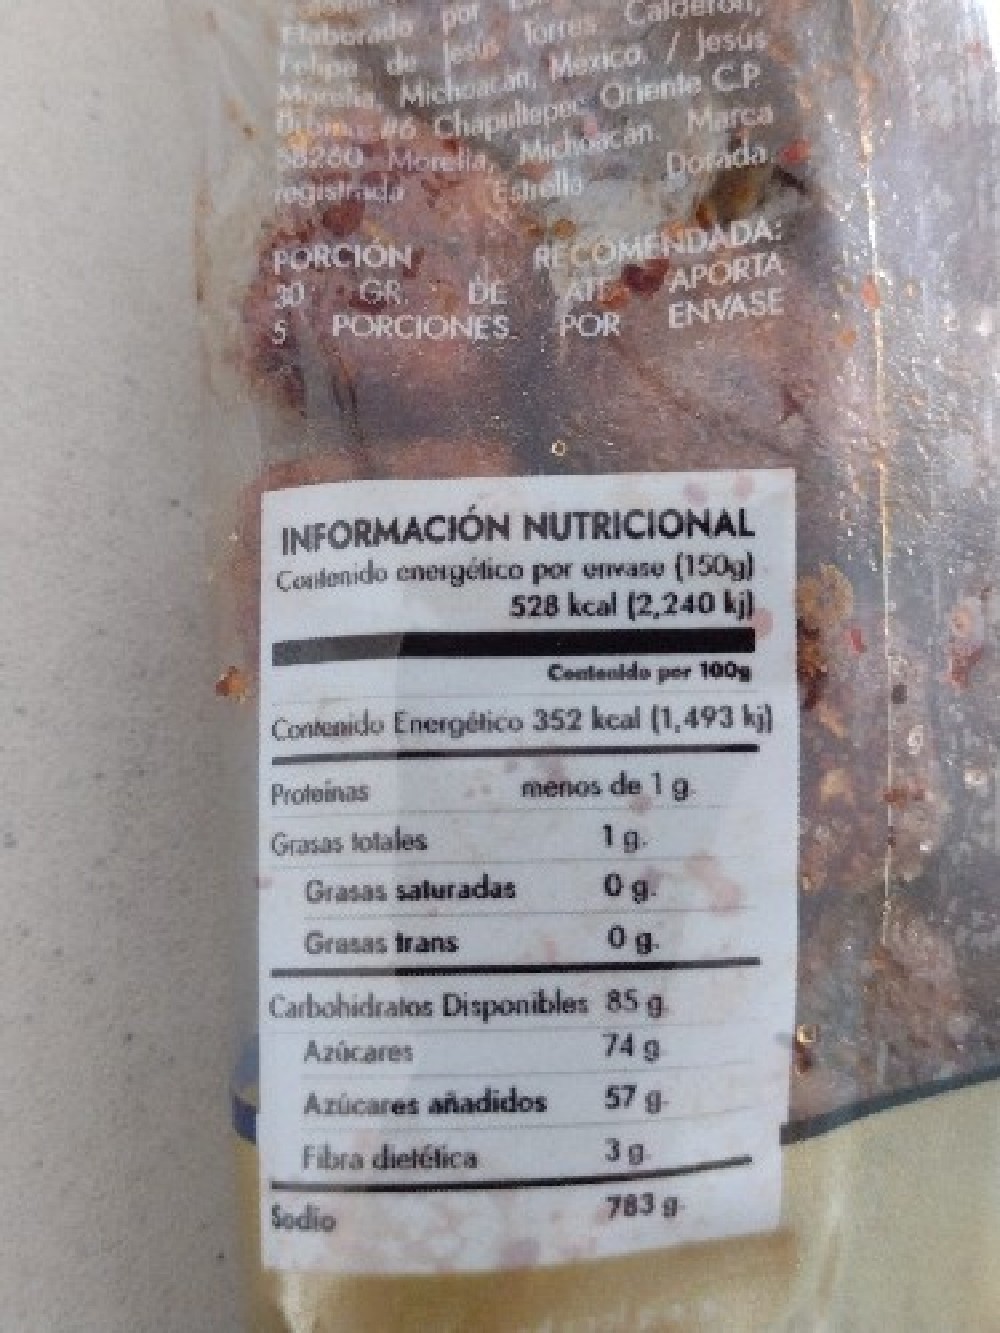 Elaborado por
Felipe de Jesús Torres Calderón,
Morelia, Michoacán, México. / Jesús
#6 Chapultepec Oriente C.P.
58260 Morelia, Michoacán. Marca
registrada Estrella Dorada.
PORCIÓN RECOMENDADA:
30 GR. DE ATE APORTA
5 PORCIONES POR ENVASE
INFORMACIÓN NUTRICIONAL
Contenido energético por envase (150g)
528 kcal (2,240 kj)
Contenido por 100g
Contenido Energético 352 kcal (1,493 kj)
Proteínas menos de 1 g.
Grasas totales 1 g.
Grasas saturadas 0 g.
Grasas trans 0 g.
Carbohidratos Disponibles 85 g.
Azúcares 74 g.
Azúcares añadidos 57 g.
Fibra dietética 3 g.
Sodio 783 g.